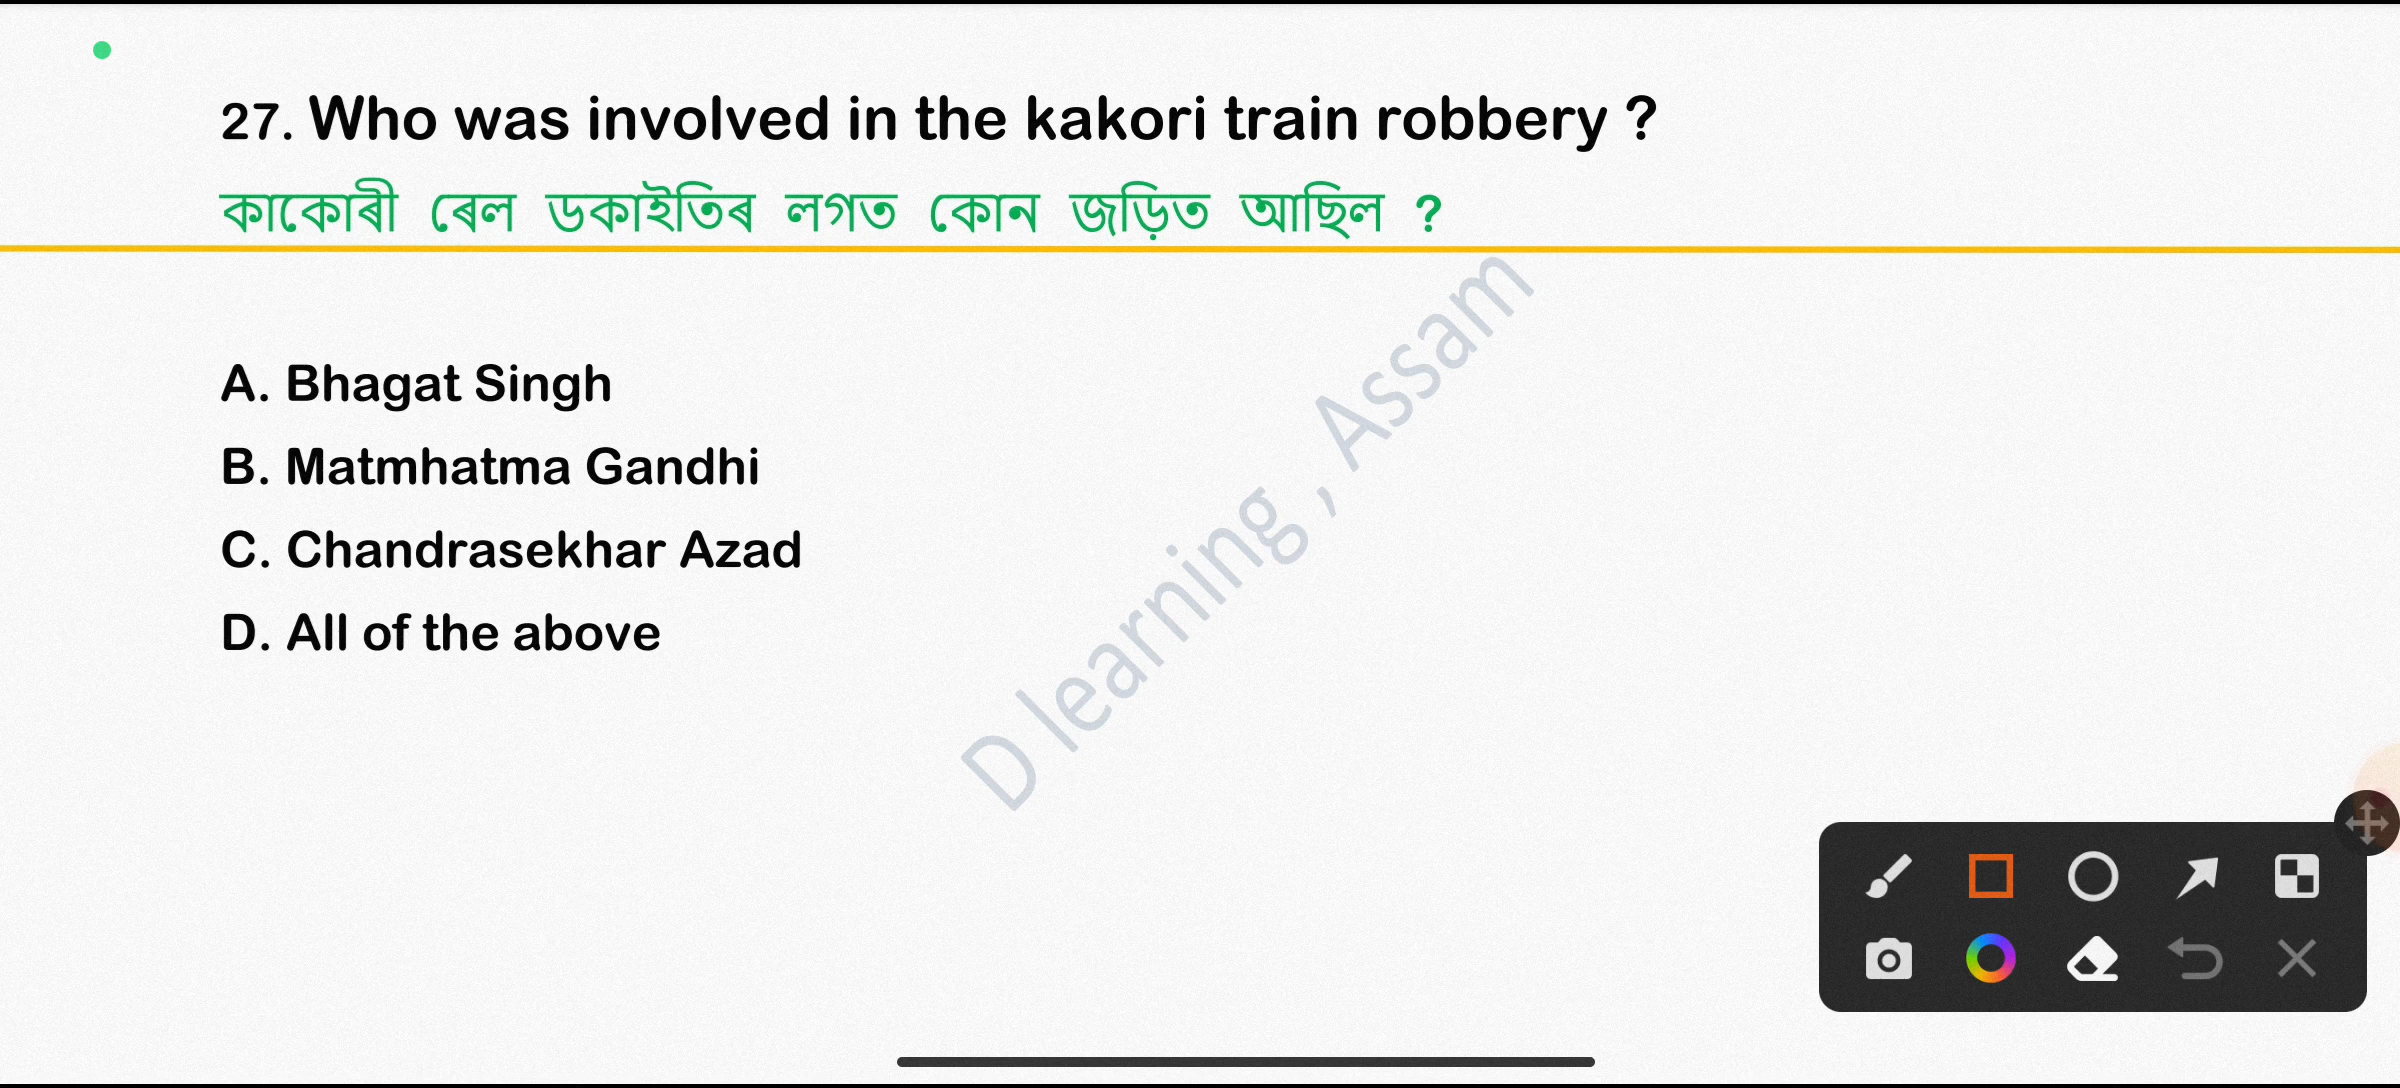 27. Who was involved in the kakori train robbery ?
কাকোৰী ৰেল ডকাইতিৰ লগত কোন জড়িত আছিল ?
A. Bhagat Singh
B. Matmhatma Gandhi
C. Chandrasekhar Azad
D. All of the above
D learning , Assam